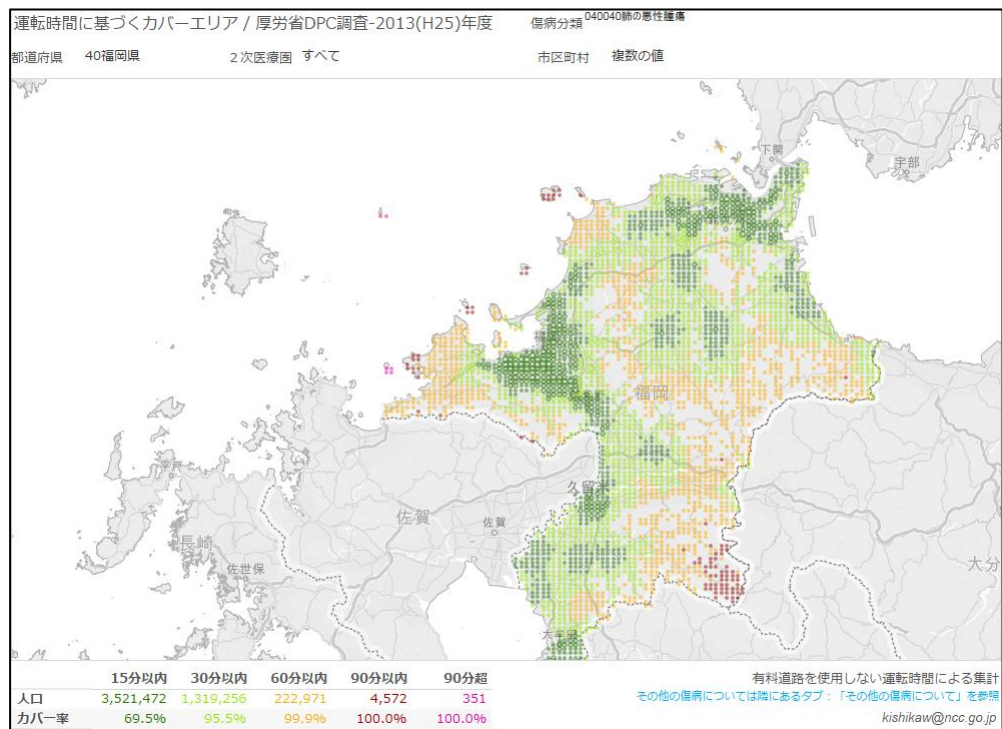 運転時間に基づくカバーエリア / 厚労省DPC調査-2013(H25)年度
傷病分類 040040肺の悪性腫瘍
都道府県 40福岡県 2次医療圏 すべて 市区町村 複数の値
下関
宇部
福岡
久留米
佐賀
佐賀
平戸
長崎
佐世保
大分
大牟田
15分以内 30分以内 60分以内 90分以内 90分超
人口 3,521,472 1,319,256 222,971 4,572 351
カバー率 69.5% 95.5% 99.9% 100.0% 100.0%
有料道路を使用しない運転時間による集計
その他の傷病については隣にあるタブ：「その他の傷病について」を参照
kishikaw@ncc.go.jp